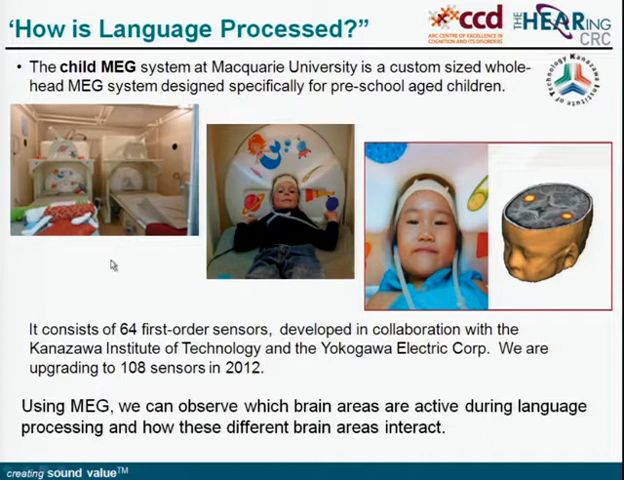 'How is Language Processed?”
ccd
ARC CENTRE OF EXCELLENCE IN
COGNITION AND ITS DISORDERS
THE HEARing
CRC
• The child MEG system at Macquarie University is a custom sized whole-
head MEG system designed specifically for pre-school aged children.
Kanazawa Institute of Technology
It consists of 64 first-order sensors, developed in collaboration with the
Kanazawa Institute of Technology and the Yokogawa Electric Corp. We are
upgrading to 108 sensors in 2012.
Using MEG, we can observe which brain areas are active during language
processing and how these different brain areas interact.
creating sound value™